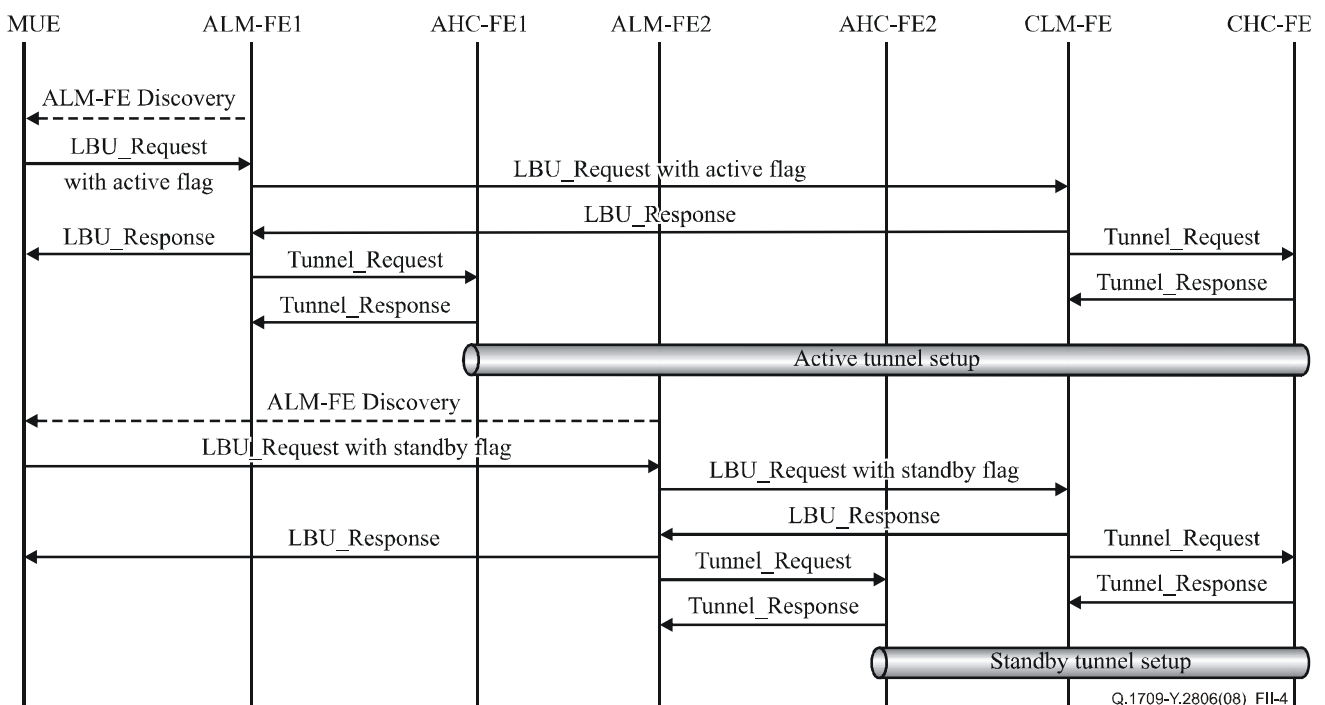 MUE ALM-FE1 AHC-FE1 ALM-FE2 AHC-FE2 CLM-FE CHC-FE
ALM-FE Discovery
LBU_Request
with active flag
LBU_Request with active flag
LBU_Response
LBU_Response
Tunnel_Request
Tunnel_Request
Tunnel_Response
Tunnel_Response
Active tunnel setup
ALM-FE Discovery
LBU_Request with standby flag
LBU_Request with standby flag
LBU_Response
LBU_Response
Tunnel_Request
Tunnel_Request
Tunnel_Response
Tunnel_Response
Standby tunnel setup
Q.1709-Y.2806(08)_FII-4